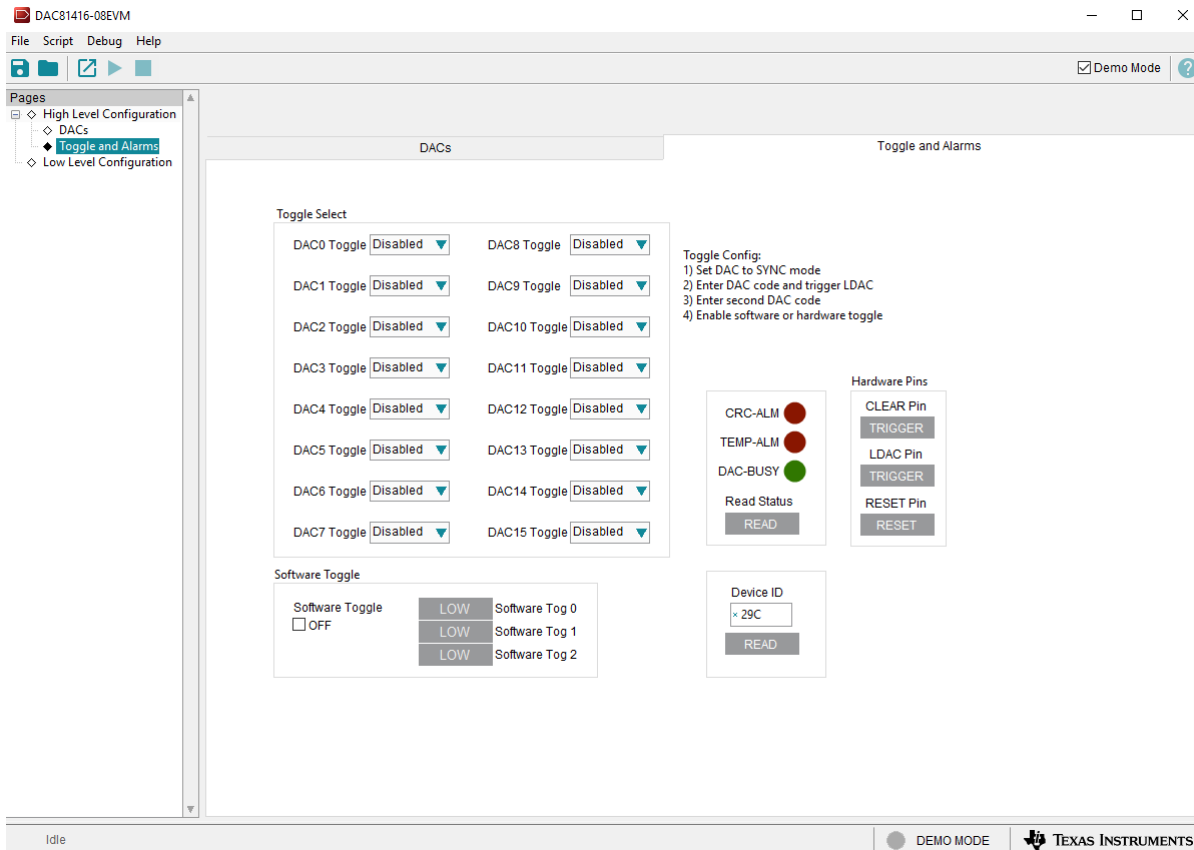 DAC81416-08EVM
File Script Debug Help
Demo Mode
?
Pages
High Level Configuration
DACs
Toggle and Alarms
Low Level Configuration
DACs
Toggle and Alarms
Toggle Select
DAC0 Toggle Disabled DAC8 Toggle Disabled
DAC1 Toggle Disabled DAC9 Toggle Disabled
DAC2 Toggle Disabled DAC10 Toggle Disabled
DAC3 Toggle Disabled DAC11 Toggle Disabled
DAC4 Toggle Disabled DAC12 Toggle Disabled
DAC5 Toggle Disabled DAC13 Toggle Disabled
DAC6 Toggle Disabled DAC14 Toggle Disabled
DAC7 Toggle Disabled DAC15 Toggle Disabled
Toggle Config:
1) Set DAC to SYNC mode
2) Enter DAC code and trigger LDAC
3) Enter second DAC code
4) Enable software or hardware toggle
CRC-ALM
TEMP-ALM
DAC-BUSY
Read Status
READ
Hardware Pins
CLEAR Pin
TRIGGER
LDAC Pin
TRIGGER
RESET Pin
RESET
Software Toggle
Software Toggle
OFF
LOW Software Tog 0
LOW Software Tog 1
LOW Software Tog 2
Device ID
× 29C
READ
Idle
DEMO MODE
TEXAS INSTRUMENTS